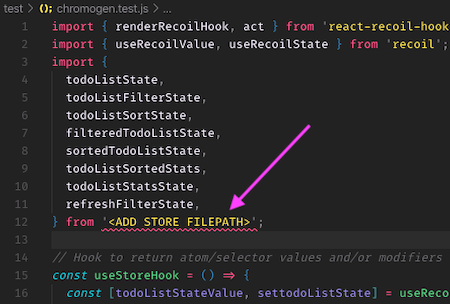 test > JS chromogen.test.js > ...
1 import { renderRecoilHook, act } from 'react-recoil-hook
2 import { useRecoilValue, useRecoilState } from 'recoil';
3 import {
4 todoListState,
5 todoListFilterState,
6 todoListSortState,
7 filteredTodoListState,
8 sortedTodoListState,
9 todoListSortedStats,
10 todoListStatsState,
11 refreshFilterState,
12 } from '<ADD STORE FILEPATH>';
13
14 // Hook to return atom/selector values and/or modifiers
15 const useStoreHook = () => {
16 const [todoListStateValue, settodoListState] = useReco